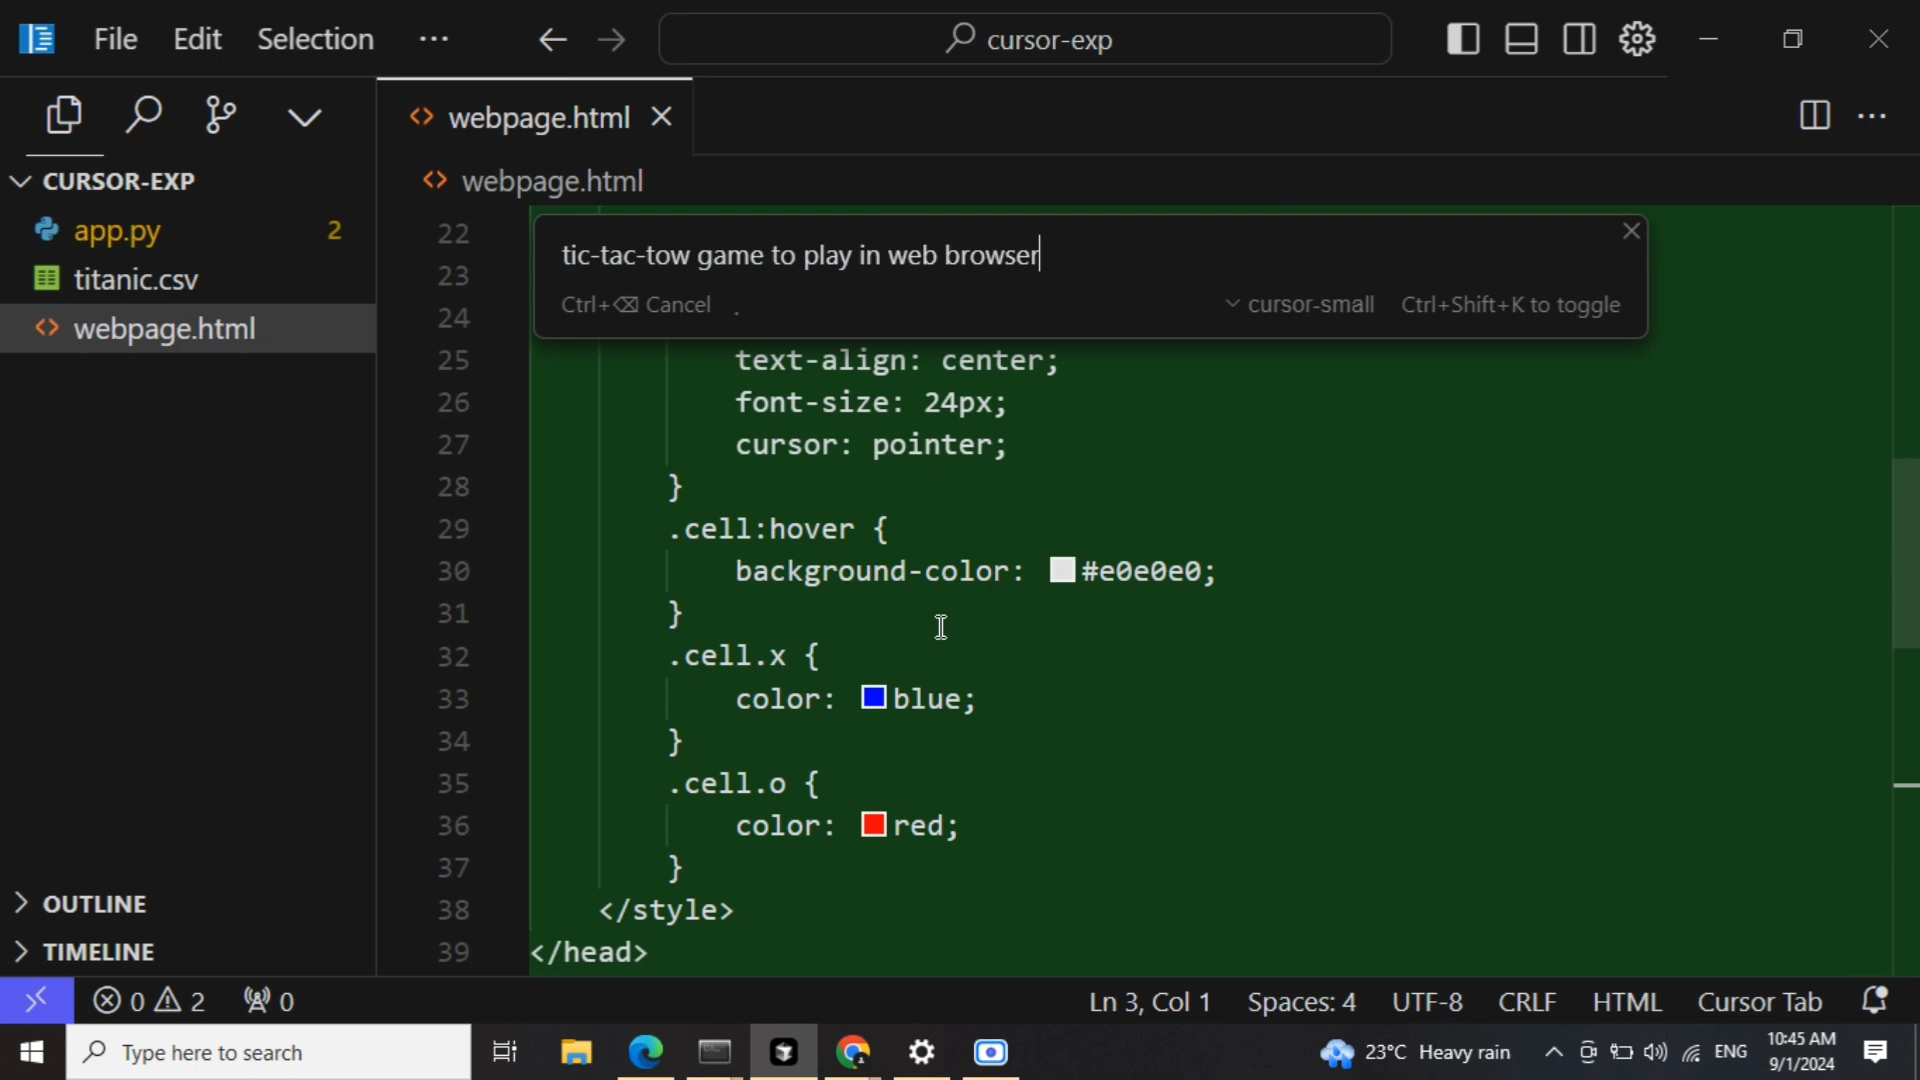 File Edit Selection ··· cursor-exp
webpage.html
CURSOR-EXP
webpage.html
app.py 2
titanic.csv
webpage.html
tic-tac-tow game to play in web browser
Ctrl+⌫ Cancel . cursor-small Ctrl+Shift+K to toggle
22
23
24
25 text-align: center;
26 font-size: 24px;
27 cursor: pointer;
28 }
29 .cell:hover {
30 background-color: #e0e0e0;
31 }
32 .cell.x {
33 color: blue;
34 }
35 .cell.o {
36 color: red;
37 }
38 </style>
39 </head>
OUTLINE
TIMELINE
0 2 0 Ln 3, Col 1 Spaces: 4 UTF-8 CRLF HTML Cursor Tab
Type here to search 23°C Heavy rain ENG 10:45 AM
9/1/2024